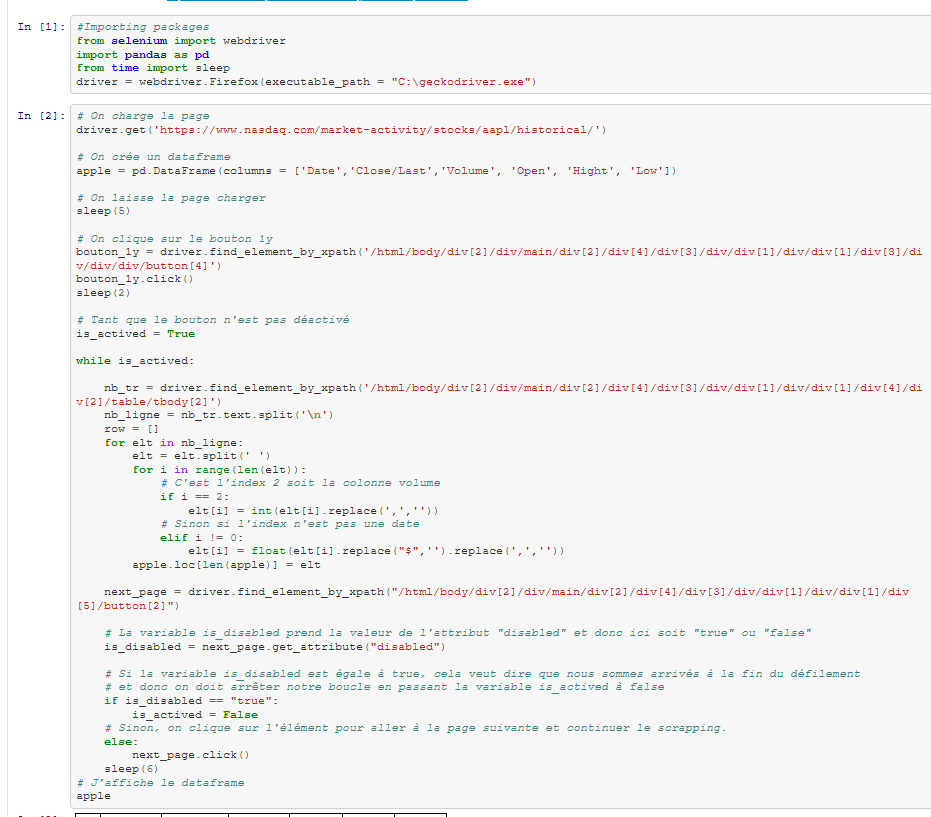 In [1]: #Importing packages
from selenium import webdriver
import pandas as pd
from time import sleep
driver = webdriver.Firefox(executable_path = "C:\geckodriver.exe")
In [2]: # On charge la page
driver.get('https://www.nasdaq.com/market-activity/stocks/aapl/historical/')
# On crée un dataframe
apple = pd.DataFrame(columns = ['Date','Close/Last','Volume', 'Open', 'Hight', 'Low'])
# On laisse la page charger
sleep(5)
# On clique sur le bouton 1y
bouton_1y = driver.find_element_by_xpath('/html/body/div[2]/div/main/div[2]/div[4]/div[3]/div/div[1]/div/div[1]/div[3]/di
v/div/div/button[4]')
bouton_1y.click()
sleep(2)
# Tant que le bouton n'est pas déactivé
is_actived = True
while is_actived:
    nb_tr = driver.find_element_by_xpath('/html/body/div[2]/div/main/div[2]/div[4]/div[3]/div/div[1]/div/div[1]/div[4]/di
v[2]/table/tbody[2]')
    nb_ligne = nb_tr.text.split('\n')
    row = []
    for elt in nb_ligne:
        elt = elt.split(' ')
        for i in range(len(elt)):
            # C'est l'index 2 soit la colonne volume
            if i == 2:
                elt[i] = int(elt[i].replace(',',''))
            # Sinon si l'index n'est pas une date
            elif i != 0:
                elt[i] = float(elt[i].replace("$",'').replace(',',''))
        apple.loc[len(apple)] = elt
    next_page = driver.find_element_by_xpath("/html/body/div[2]/div/main/div[2]/div[4]/div[3]/div/div[1]/div/div[1]/div
[5]/button[2]")
    # La variable is_disabled prend la valeur de l'attribut "disabled" et donc ici soit "true" ou "false"
    is_disabled = next_page.get_attribute("disabled")
    # Si la variable is_disabled est égale à true, cela veut dire que nous sommes arrivés à la fin du défilement
    # et donc on doit arrêter notre boucle en passant la variable is_actived à false
    if is_disabled == "true":
        is_actived = False
    # Sinon, on clique sur l'élément pour aller à la page suivante et continuer le scrapping.
    else:
        next_page.click()
    sleep(6)
# J'affiche le dataframe
apple